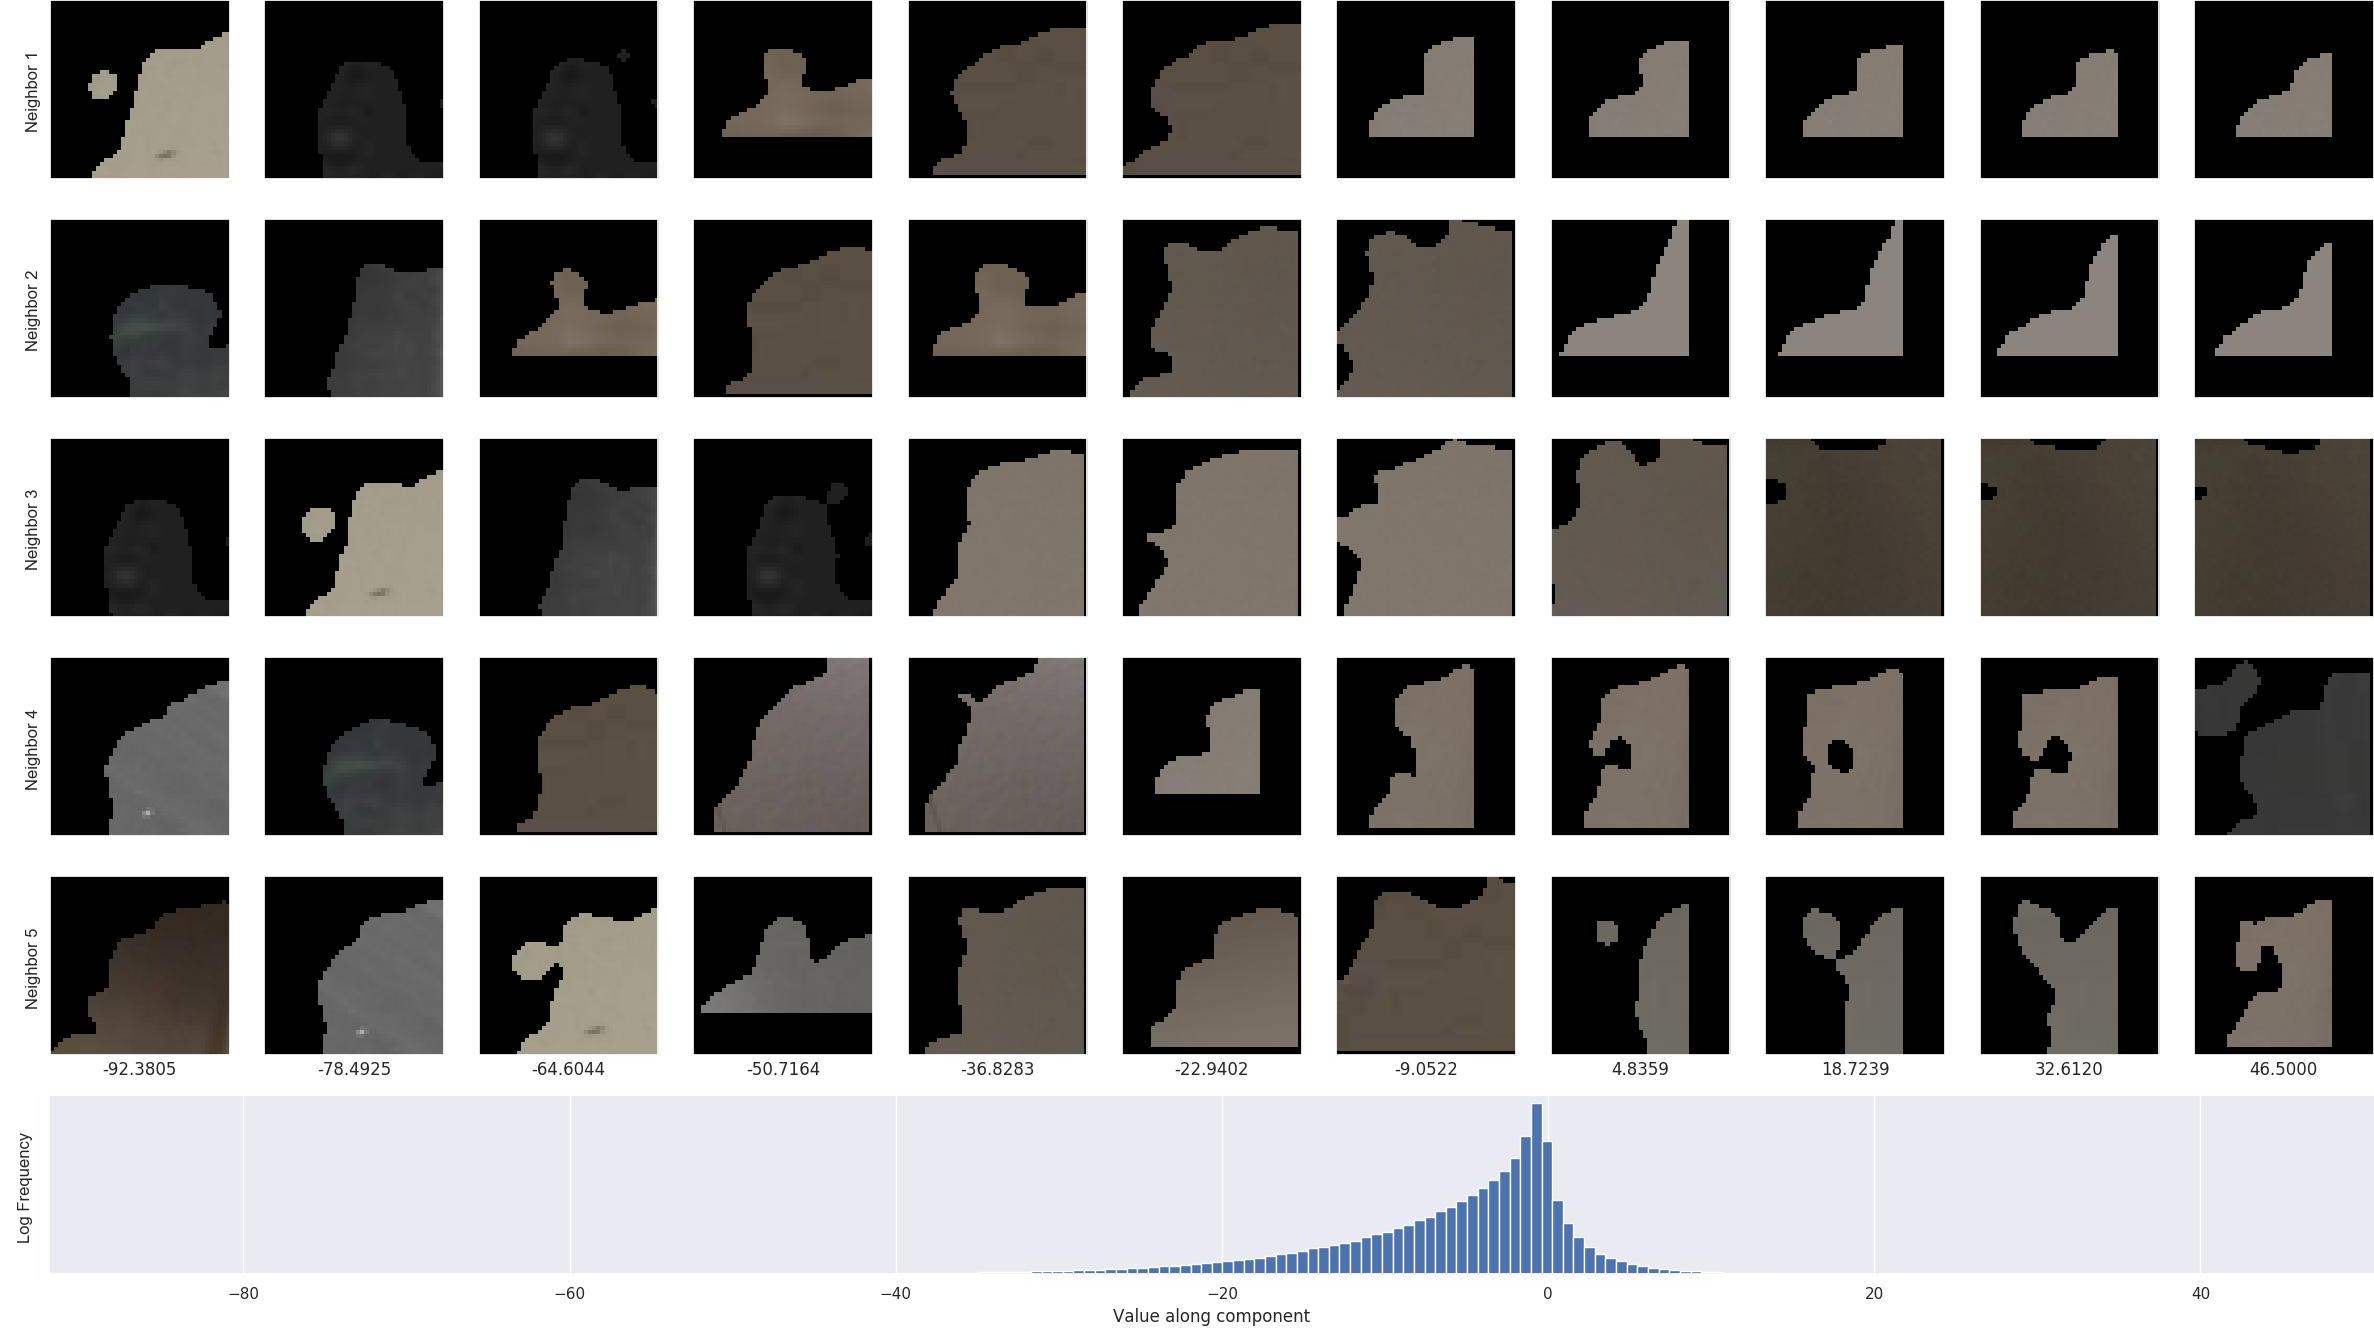 Neighbor 1
Neighbor 2
Neighbor 3
Neighbor 4
Neighbor 5
-92.3805 -78.4925 -64.6044 -50.7164 -36.8283 -22.9402 -9.0522 4.8359 18.7239 32.6120 46.5000
Log Frequency
−80 −60 −40 −20 0 20 40
Value along component